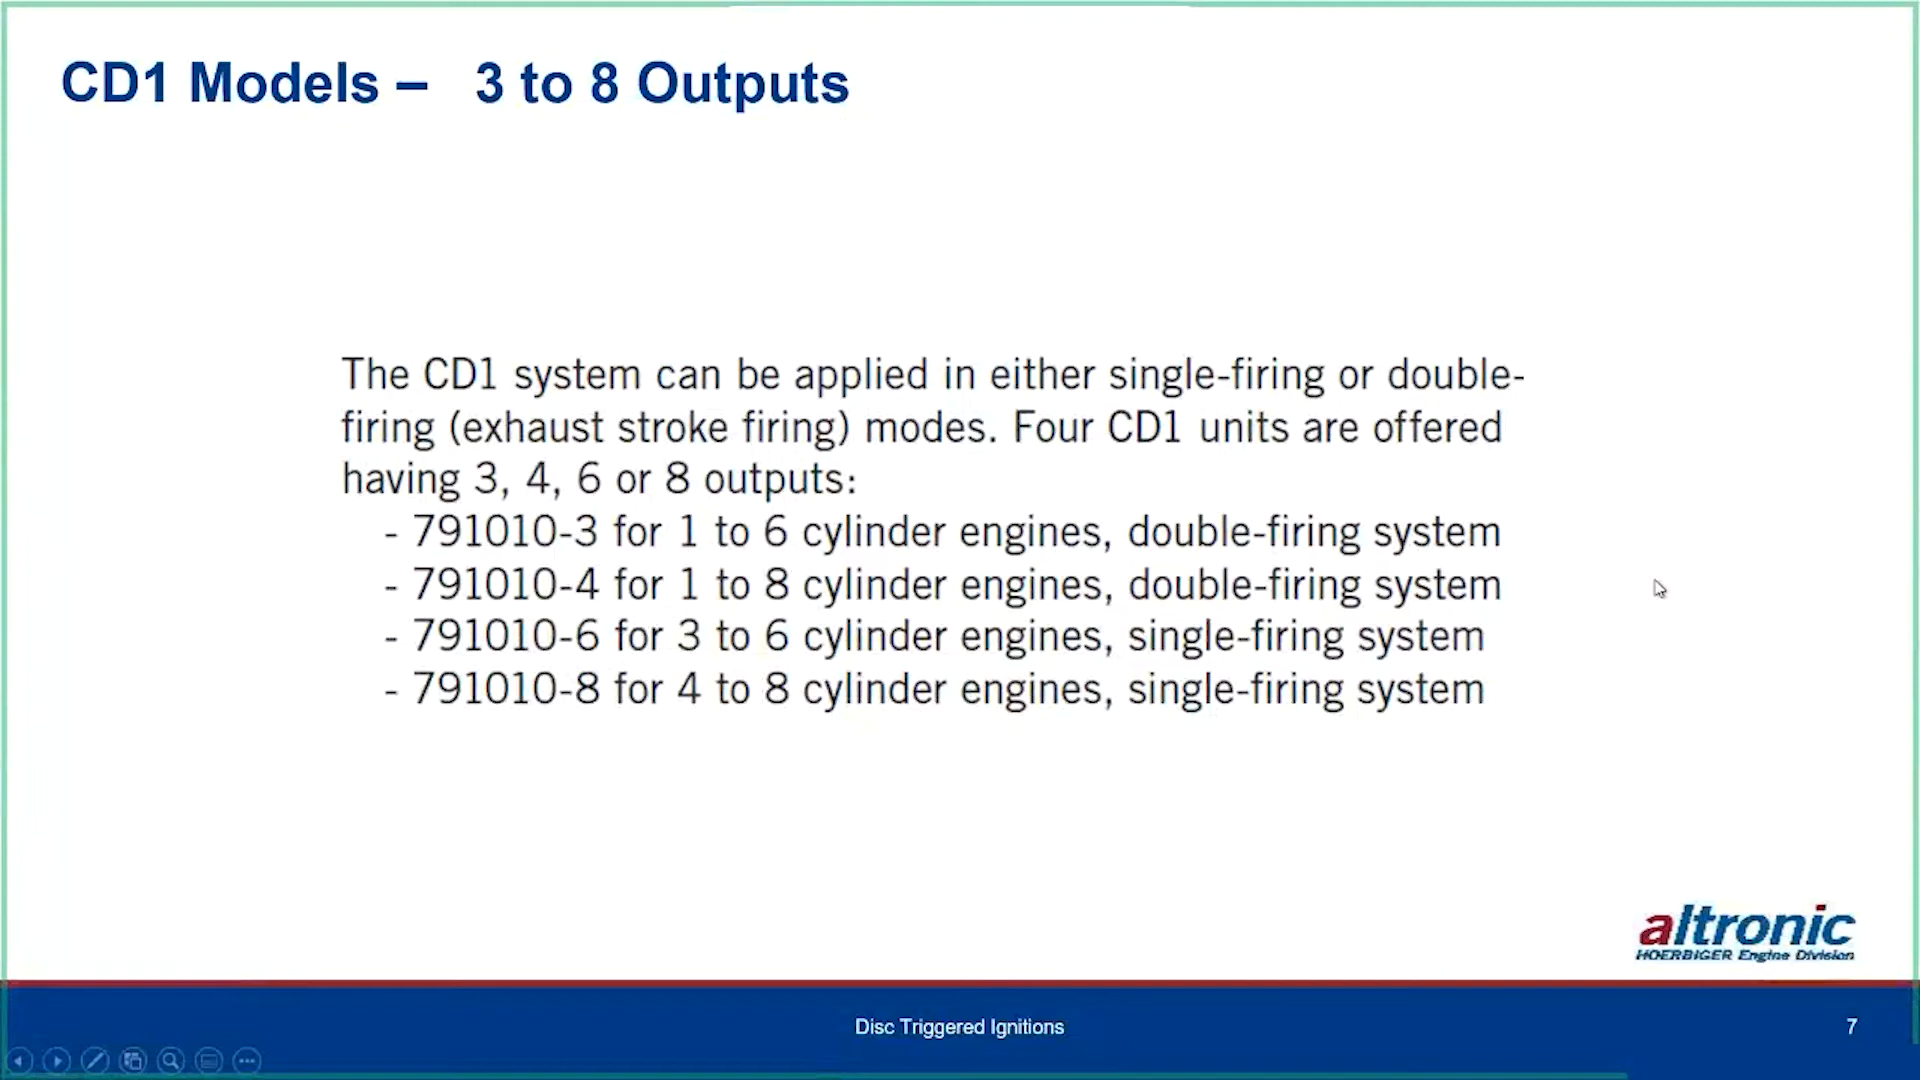 CD1 Models – 3 to 8 Outputs
The CD1 system can be applied in either single-firing or double-
firing (exhaust stroke firing) modes. Four CD1 units are offered
having 3, 4, 6 or 8 outputs:
- 791010-3 for 1 to 6 cylinder engines, double-firing system
- 791010-4 for 1 to 8 cylinder engines, double-firing system
- 791010-6 for 3 to 6 cylinder engines, single-firing system
- 791010-8 for 4 to 8 cylinder engines, single-firing system
altronic
HOERBIGER Engine Division
Disc Triggered Ignitions
7